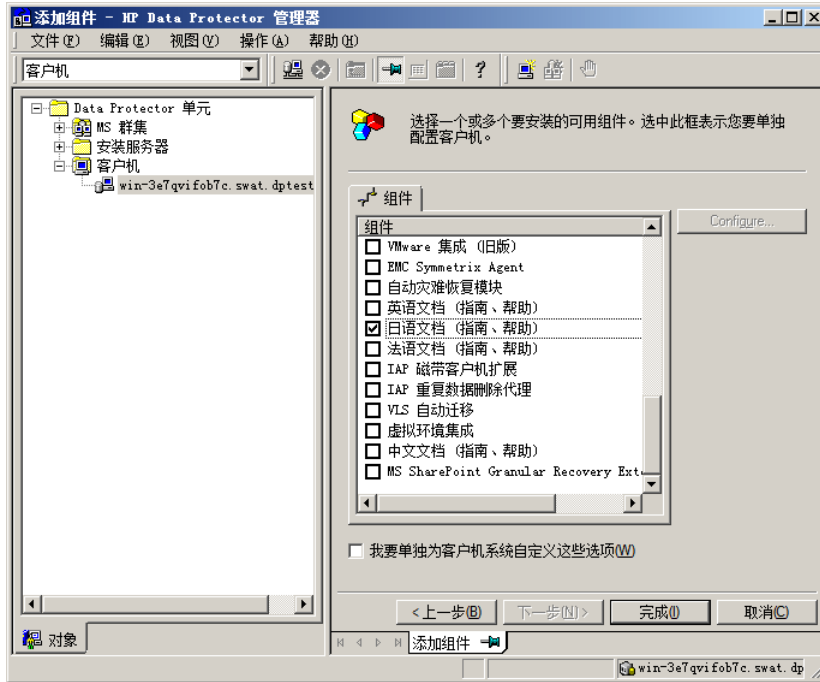 添加组件 - HP Data Protector 管理器
文件(F) 编辑(E) 视图(V) 操作(A) 帮助(H)
客户机
Data Protector 单元
MS 群集
安装服务器
客户机
win-3e7qvifob7c.swat.dptest
选择一个或多个要安装的可用组件。选中此框表示您要单独
配置客户机。
组件
组件
Configure...
VMware 集成 (旧版)
EMC Symmetrix Agent
自动灾难恢复模块
英语文档 (指南、帮助)
日语文档 (指南、帮助)
法语文档 (指南、帮助)
IAP 磁带客户机扩展
IAP 重复数据删除代理
VLS 自动迁移
虚拟环境集成
中文文档 (指南、帮助)
MS SharePoint Granular Recovery Ext
我要单独为客户机系统自定义这些选项(W)
<上一步(B) 下一步(N)> 完成(I) 取消(C)
对象
添加组件
win-3e7qvifob7c.swat.dp